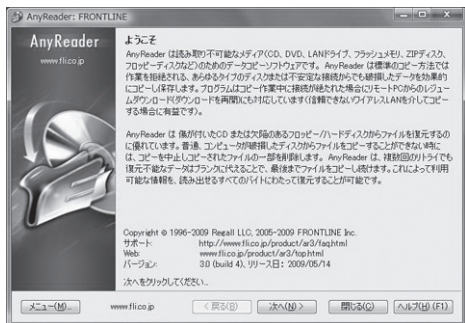 AnyReader: FRONTLINE
AnyReader
www.fli.co.jp
ようこそ
AnyReader は読み取り不可能なメディア(CD、DVD、LANドライブ、フラッシュメモリ、ZIPディスク、
フロッピーディスクなど)のためのデータコピーソフトウェアです。 AnyReader は標準のコピー方法では
作業を拒絶される、あらゆるタイプのディスクまたは不安定な接続からでも破損したデータを効果的
にコピーし保存します。プログラムはコピー作業中に接続が絶たれた場合にリモートPCからのレジュー
ムダウンロード(ダウンロードを再開)にも対応しています(信頼できないワイアレスLANを介してコピー
する場合に有益です)。
AnyReader は 傷が付いたCD または欠陥のあるフロッピー/ハードディスクからファイルを復元するの
に優れています。普通、コンピュータが破損したディスクからファイルをコピーすることができない時に
は、コピーを中止しコピーされたファイルの一部を削除します。 AnyReader は、複数回のリトライでも
復元不能なデータはブランクに代えることで、最後までファイルをコピーし続けます。これによって利用
可能な情報を、読み出せるすべてのバイトにわたって復元することが可能です。
Copyright © 1996-2009 Regall LLC, 2005-2009 FRONTLINE Inc.
サポート: http://www.fli.co.jp/product/ar3/faq.html
Web: www.fli.co.jp/product/ar3/top.html
バージョン: 3.0 (build 4), リリース日: 2009/05/14
次へをクリックしてください...
メニュー(M)... www.fli.co.jp < 戻る(B) 次へ(N) > 閉じる(C) ヘルプ(H) (F1)